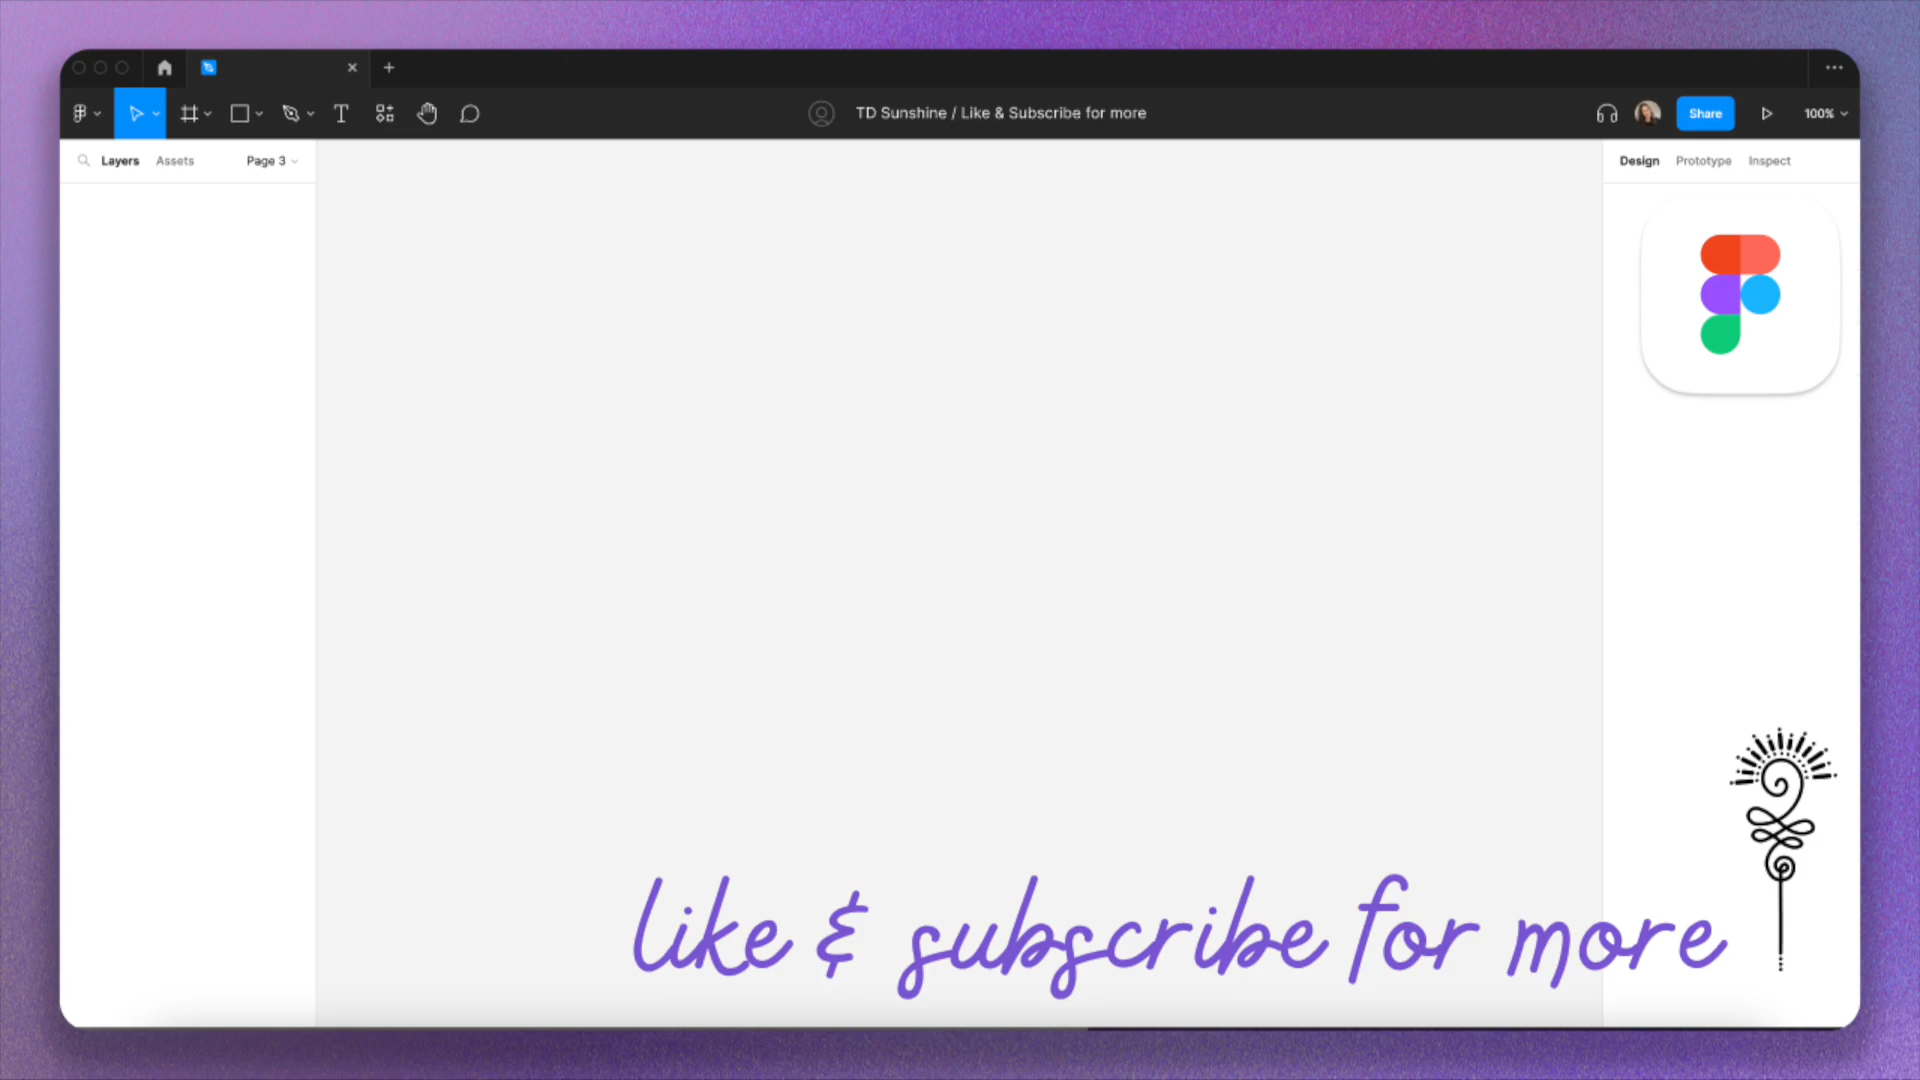 TD Sunshine / Like & Subscribe for more
Share
100%
Layers
Assets
Page 3
Design
Prototype
Inspect
like & subscribe for more